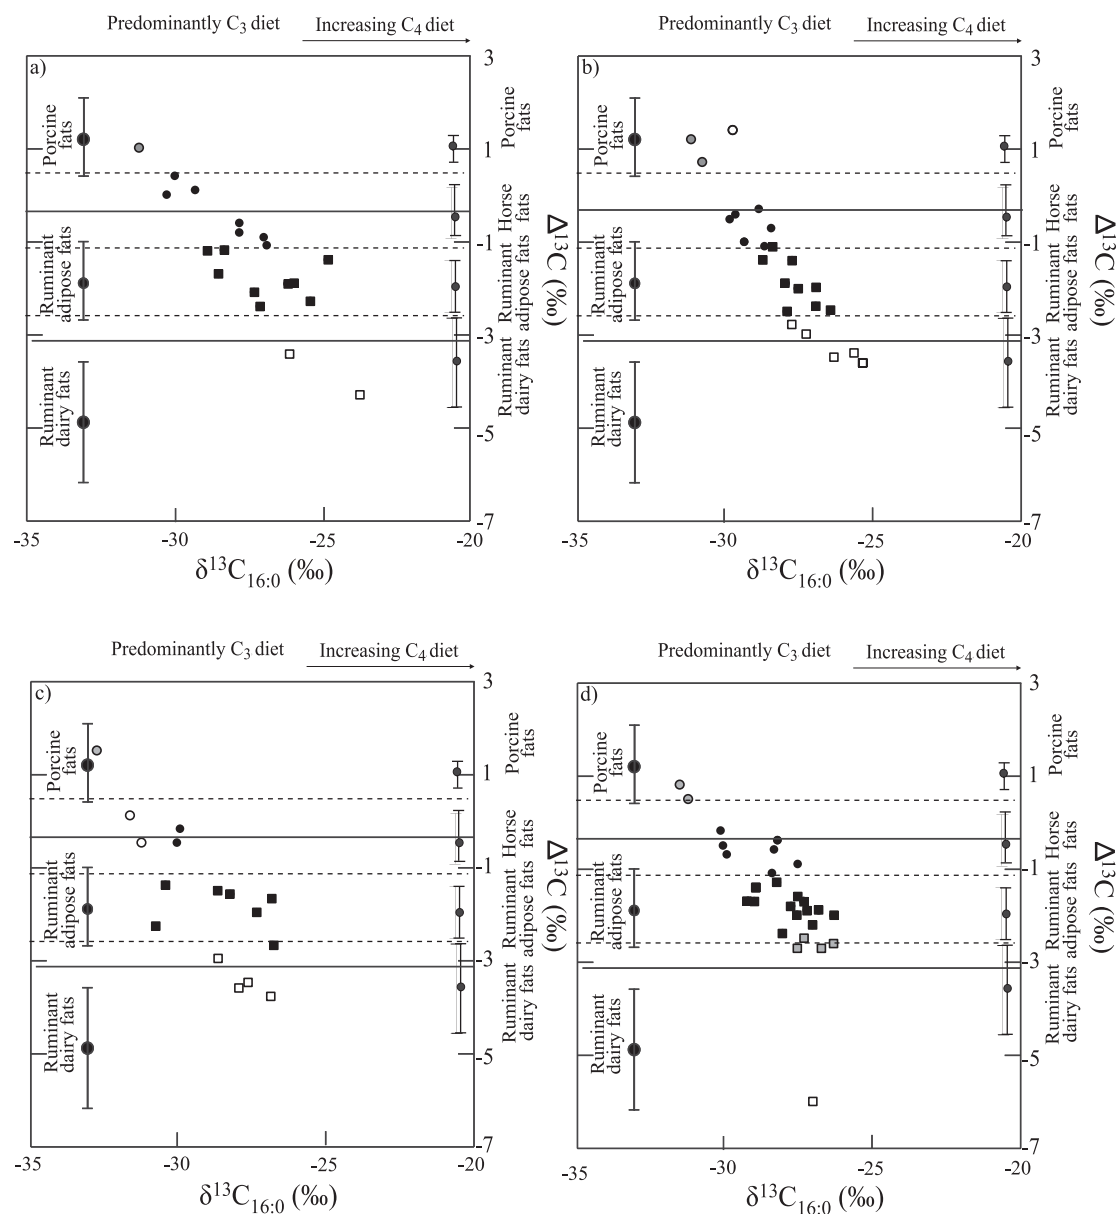 Predominantly C3 diet
Increasing C4 diet
a)
3
1
-1
-3
-5
-7
Porcine
fats
Ruminant
adipose fats
Ruminant
dairy fats
Porcine
fats
Horse
fats
Ruminant
adipose fats
Ruminant
dairy fats
Δ13C (‰)
-35
-30
-25
-20
δ13C16:0 (‰)
Predominantly C3 diet
Increasing C4 diet
b)
3
1
-1
-3
-5
-7
Porcine
fats
Ruminant
adipose fats
Ruminant
dairy fats
Porcine
fats
Horse
fats
Ruminant
adipose fats
Ruminant
dairy fats
Δ13C (‰)
-35
-30
-25
-20
δ13C16:0 (‰)
Predominantly C3 diet
Increasing C4 diet
c)
3
1
-1
-3
-5
-7
Porcine
fats
Ruminant
adipose fats
Ruminant
dairy fats
Porcine
fats
Horse
fats
Ruminant
adipose fats
Ruminant
dairy fats
Δ13C (‰)
-35
-30
-25
-20
δ13C16:0 (‰)
Predominantly C3 diet
Increasing C4 diet
d)
3
1
-1
-3
-5
-7
Porcine
fats
Ruminant
adipose fats
Ruminant
dairy fats
Porcine
fats
Horse
fats
Ruminant
adipose fats
Ruminant
dairy fats
Δ13C (‰)
-35
-30
-25
-20
δ13C16:0 (‰)